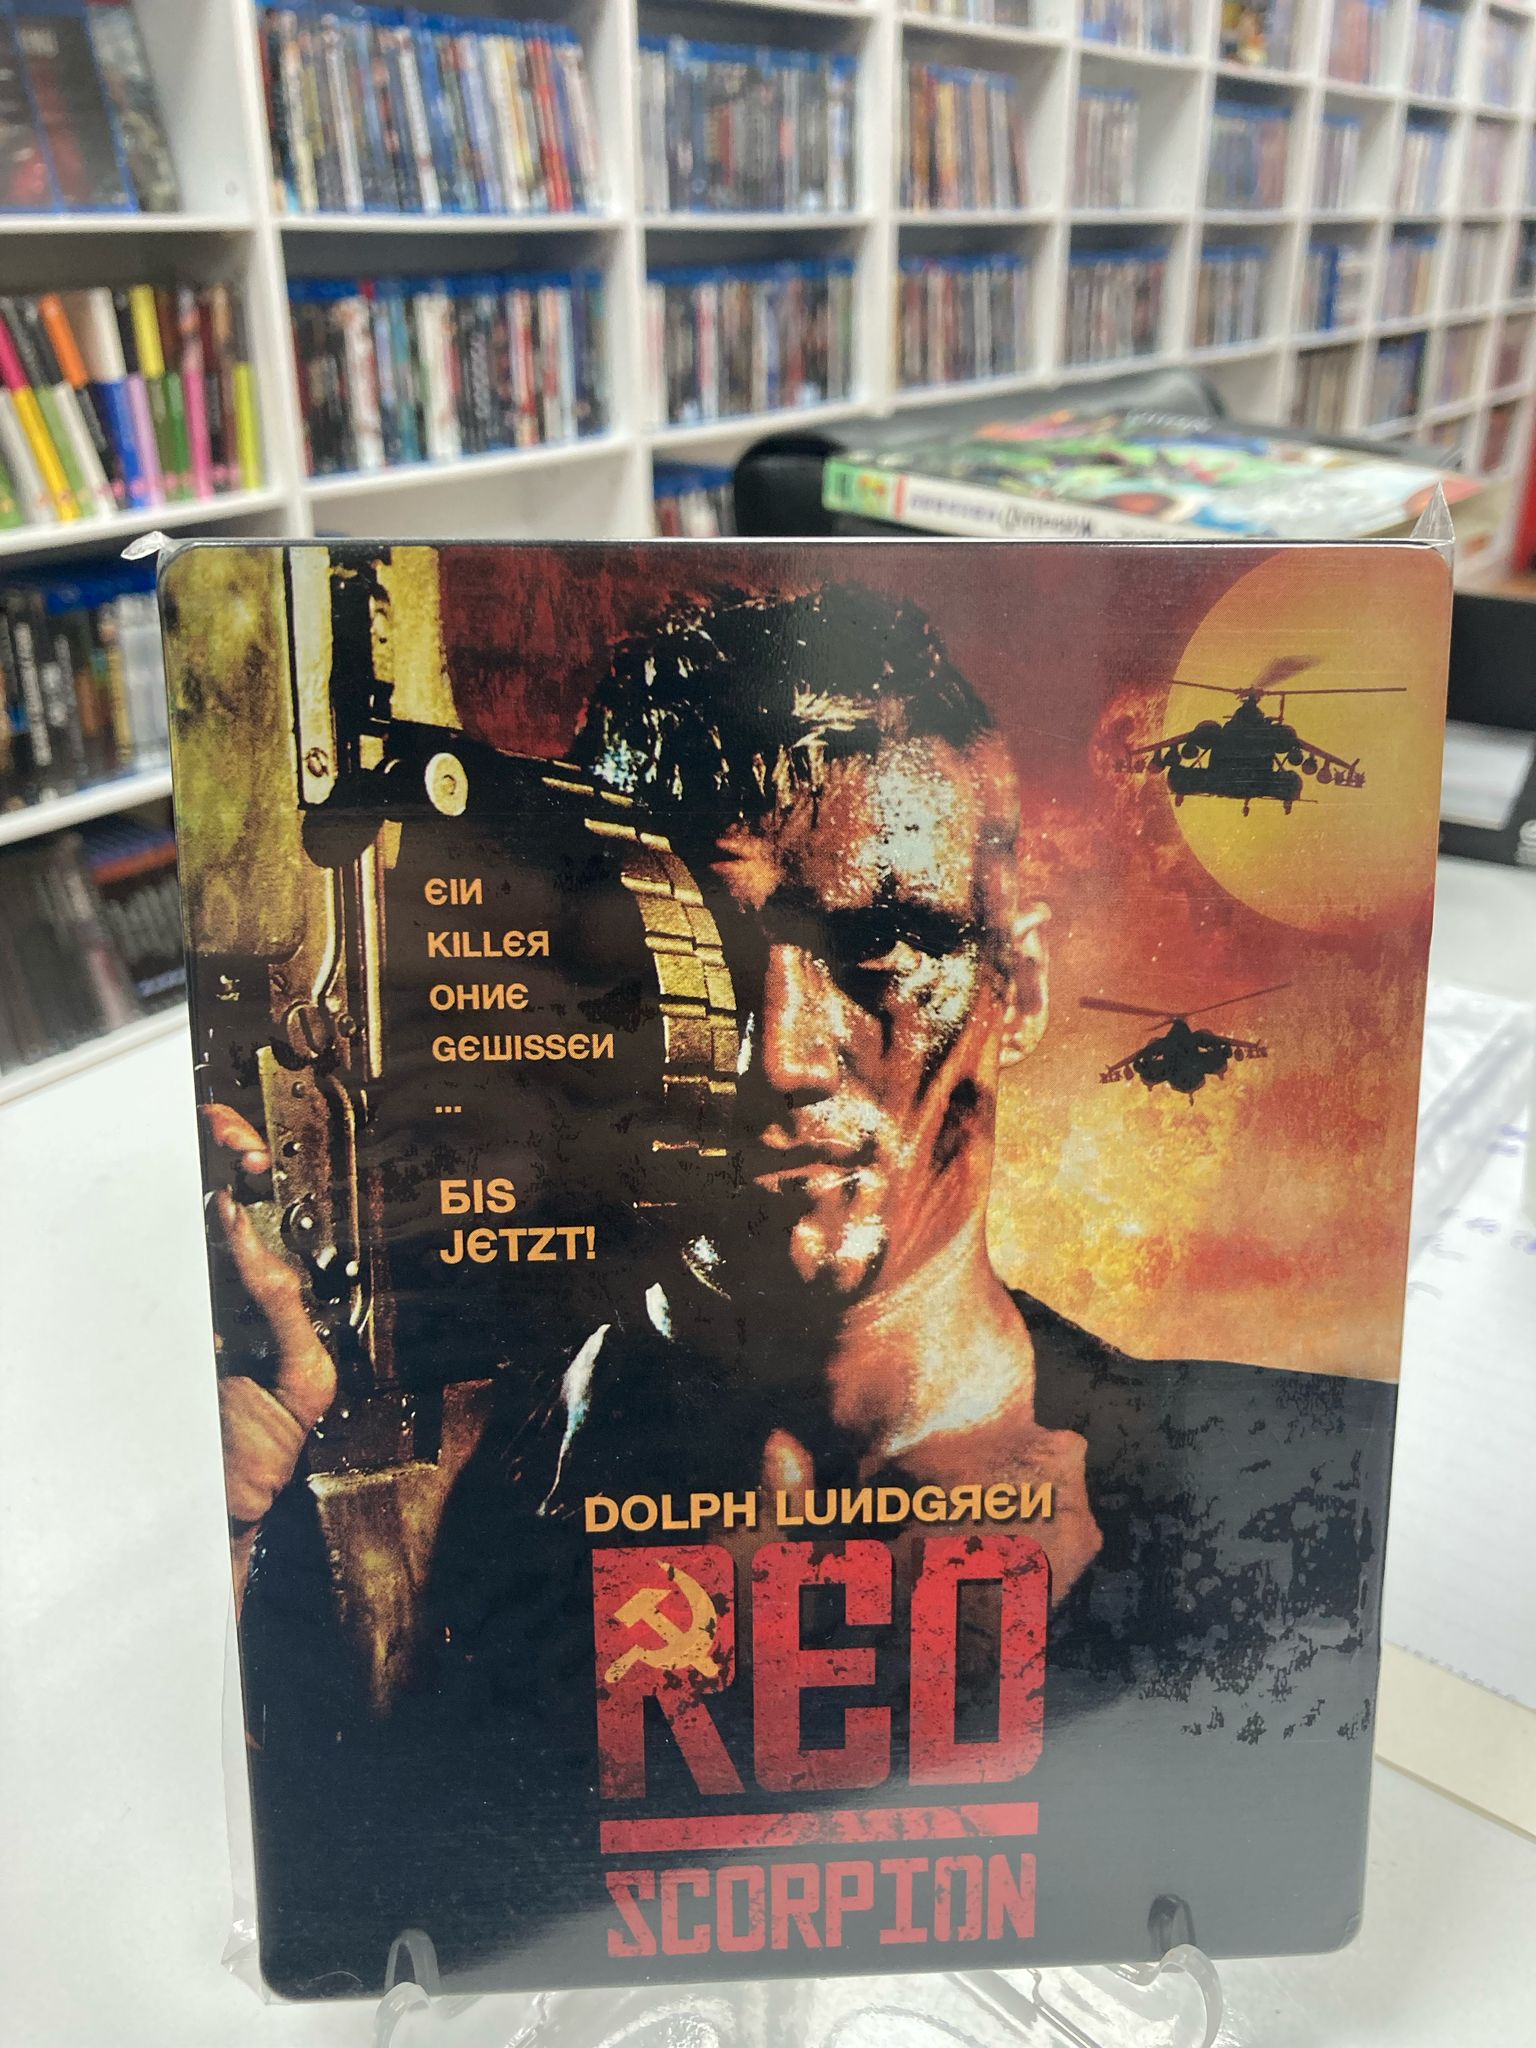 EIN
KILLER
OHNE
GEWISSEN
...
BIS
JETZT!
DOLPH LUNDGREN
RED
SCORPION